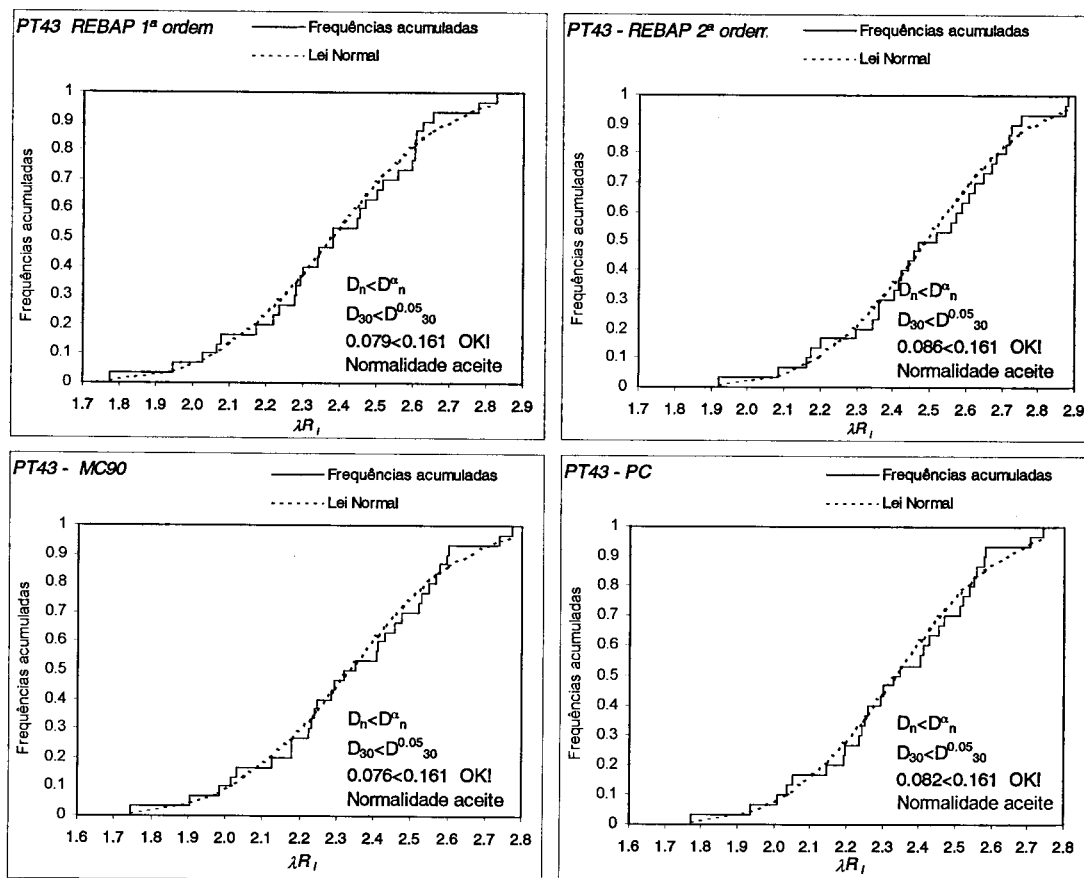 PT43 REBAP 1ª ordem
Frequências acumuladas
Lei Normal
Frequências acumuladas
1
0.9
0.8
0.7
0.6
0.5
0.4
0.3
0.2
0.1
0
Dₙ<Dᵅₙ
D₃₀<D⁰·⁰⁵₃₀
0.079<0.161 OK!
Normalidade aceite
1.7 1.8 1.9 2.0 2.1 2.2 2.3 2.4 2.5 2.6 2.7 2.8 2.9
λR_I
PT43 - REBAP 2ª ordem.
Frequências acumuladas
Lei Normal
Frequências acumuladas
1
0.9
0.8
0.7
0.6
0.5
0.4
0.3
0.2
0.1
0
Dₙ<Dᵅₙ
D₃₀<D⁰·⁰⁵₃₀
0.086<0.161 OK!
Normalidade aceite
1.7 1.8 1.9 2.0 2.1 2.2 2.3 2.4 2.5 2.6 2.7 2.8 2.9
λR_I
PT43 - MC90
Frequências acumuladas
Lei Normal
Frequências acumuladas
1
0.9
0.8
0.7
0.6
0.5
0.4
0.3
0.2
0.1
0
Dₙ<Dᵅₙ
D₃₀<D⁰·⁰⁵₃₀
0.076<0.161 OK!
Normalidade aceite
1.6 1.7 1.8 1.9 2.0 2.1 2.2 2.3 2.4 2.5 2.6 2.7 2.8
λR_I
PT43 - PC
Frequências acumuladas
Lei Normal
Frequências acumuladas
1
0.9
0.8
0.7
0.6
0.5
0.4
0.3
0.2
0.1
0
Dₙ<Dᵅₙ
D₃₀<D⁰·⁰⁵₃₀
0.082<0.161 OK!
Normalidade aceite
1.6 1.7 1.8 1.9 2.0 2.1 2.2 2.3 2.4 2.5 2.6 2.7 2.8
λR_I